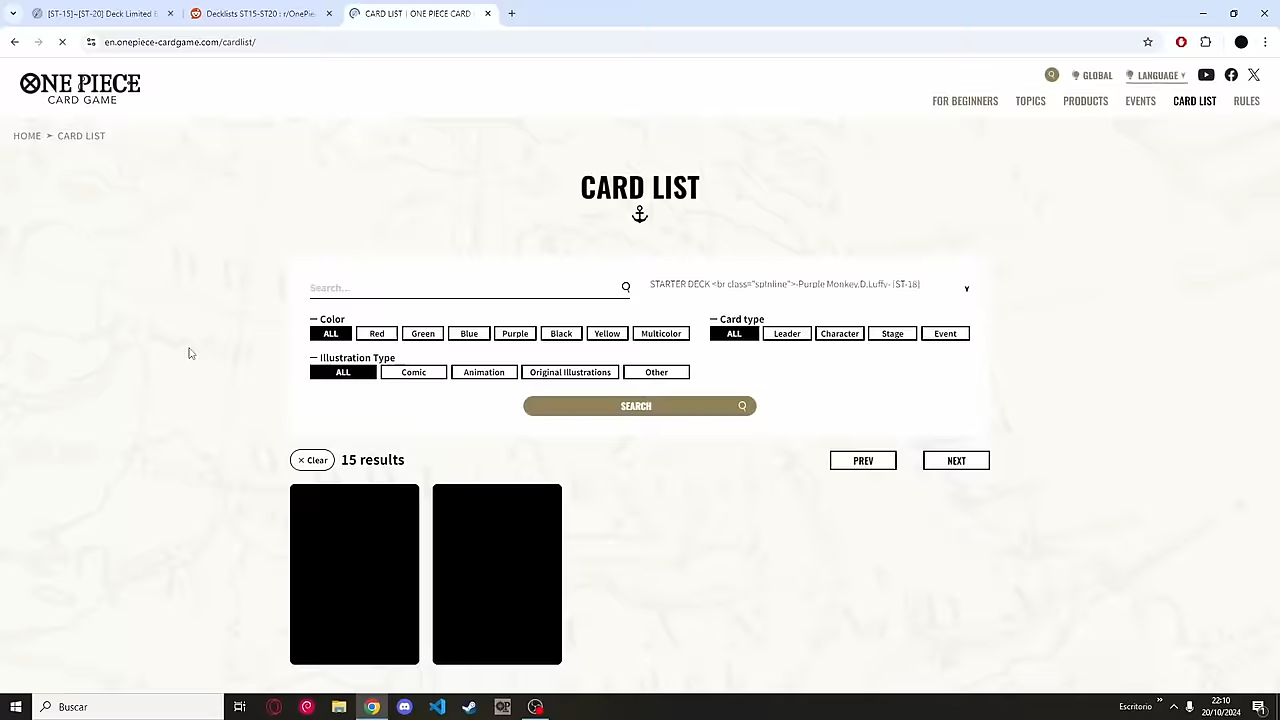 [ST-15]~[ST-20] Deck Limited E
Decklists ST15-ST20 : r/OnePie
CARD LIST | ONE PIECE CARD
en.onepiece-cardgame.com/cardlist/
ONE PIECE
CARD GAME
GLOBAL
LANGUAGE
FOR BEGINNERS
TOPICS
PRODUCTS
EVENTS
CARD LIST
RULES
HOME ➤ CARD LIST
CARD LIST
Search...
STARTER DECK <br class="spInline">-Purple Monkey.D.Luffy- [ST-18]
Color
ALL Red Green Blue Purple Black Yellow Multicolor
Card type
ALL Leader Character Stage Event
Illustration Type
ALL Comic Animation Original Illustrations Other
SEARCH
× Clear 15 results
PREV NEXT
Buscar
Escritorio
22:10
20/10/2024